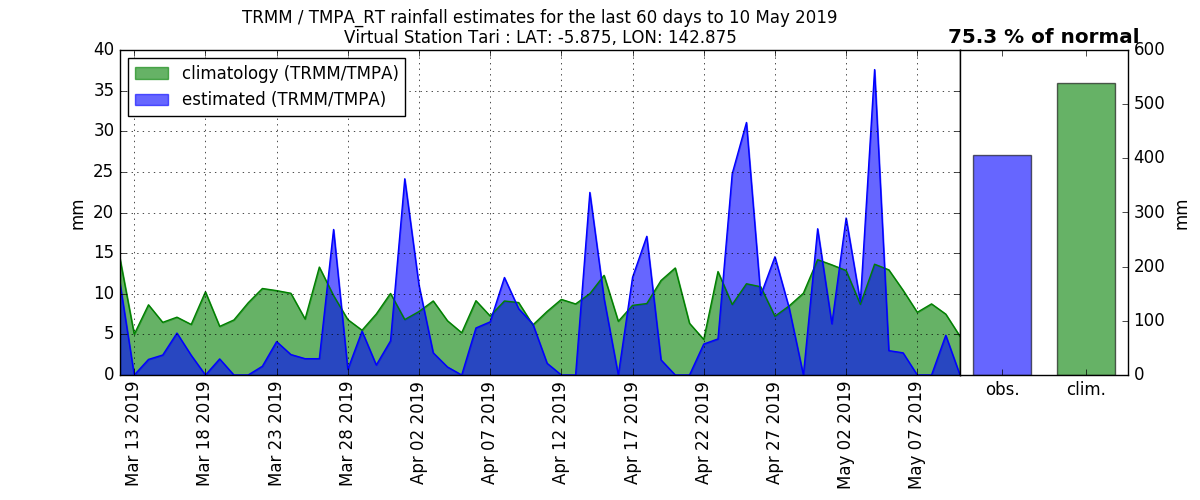 TRMM / TMPA_RT rainfall estimates for the last 60 days to 10 May 2019
Virtual Station Tari : LAT: -5.875, LON: 142.875
75.3 % of normal
climatology (TRMM/TMPA)
estimated (TRMM/TMPA)
40
35
30
25
20
15
10
5
0
mm
Mar 13 2019
Mar 18 2019
Mar 23 2019
Mar 28 2019
Apr 02 2019
Apr 07 2019
Apr 12 2019
Apr 17 2019
Apr 22 2019
Apr 27 2019
May 02 2019
May 07 2019
600
500
400
300
200
100
0
mm
obs.
clim.